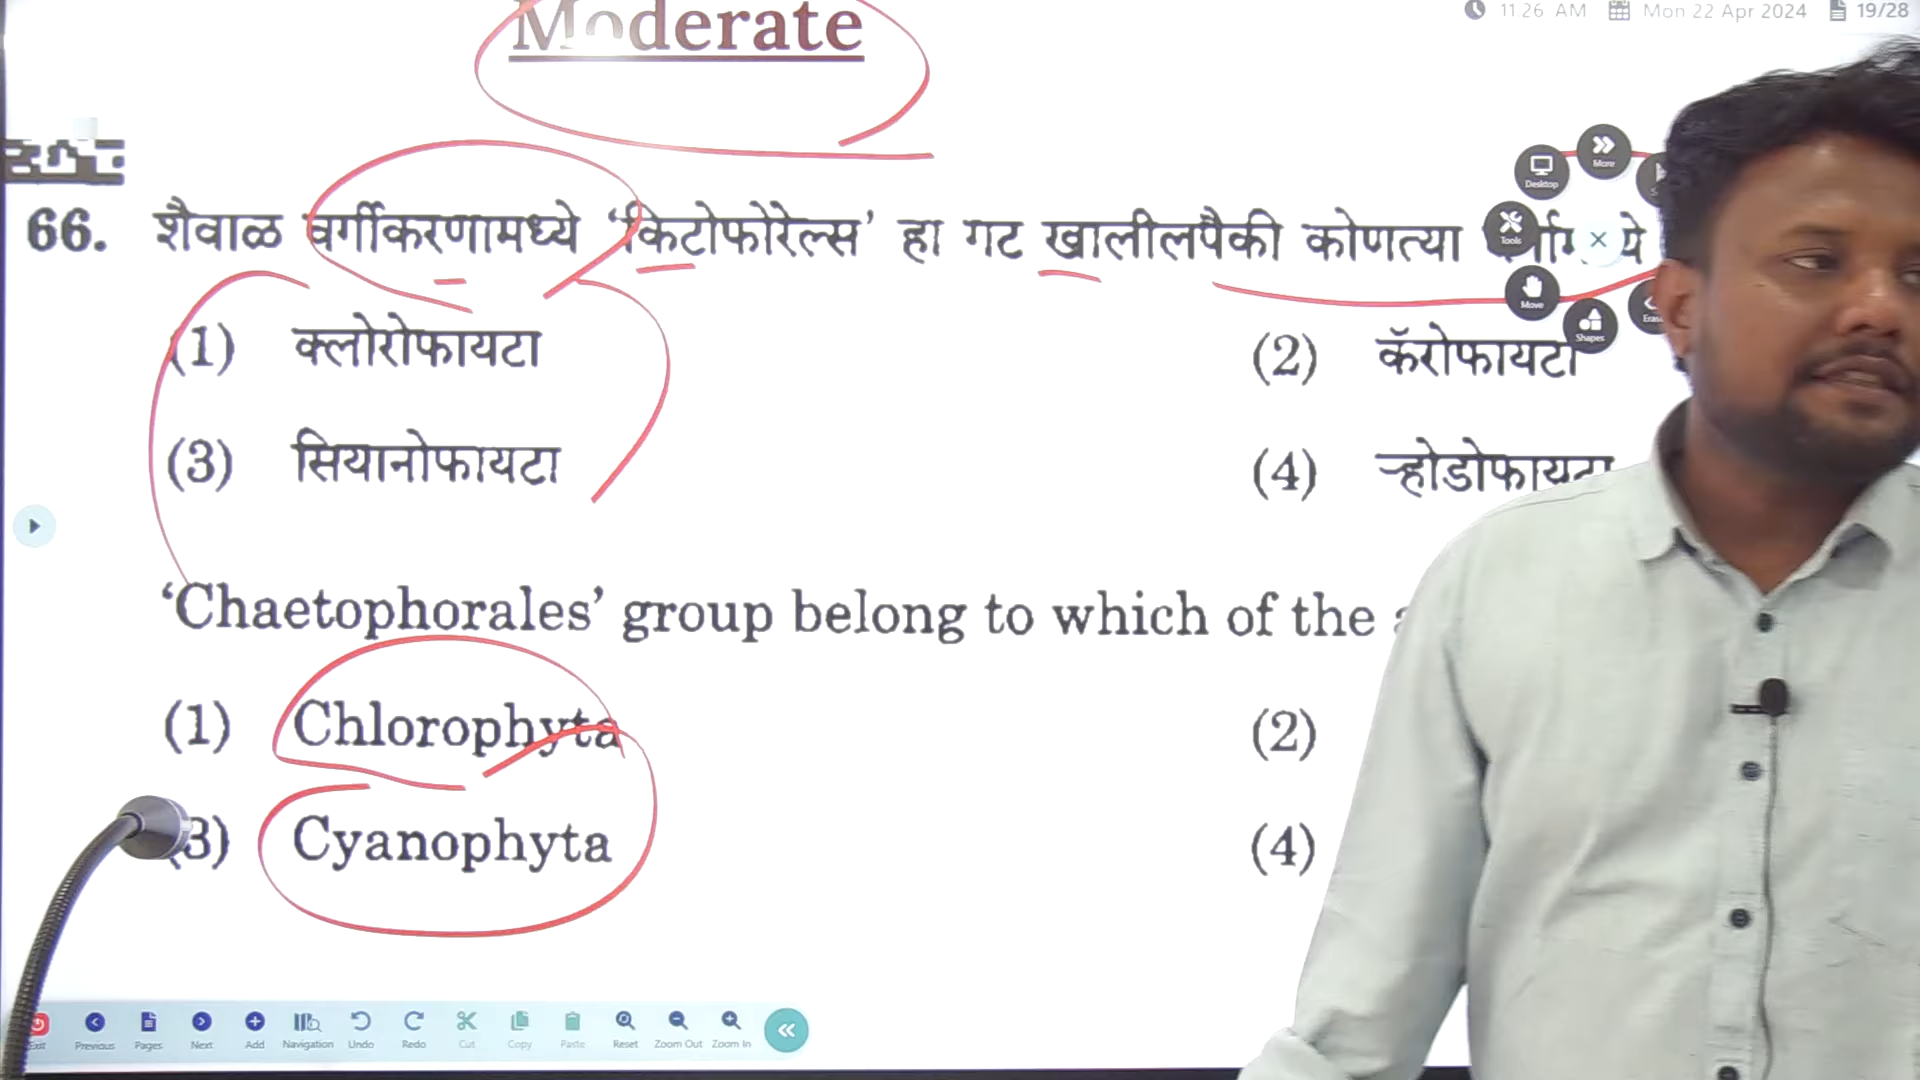 Moderate
11:26 AM Mon 22 Apr 2024 19/28
66. शैवाळ वर्गीकरणामध्ये ‘किटोफोरेल्स’ हा गट खालीलपैकी कोणत्या
More
Desktop
Tools
Move
Shapes
(1) क्लोरोफायटा (2) कॅरोफायटा
(3) सियानोफायटा (4) ऱ्होडोफायटा
‘Chaetophorales’ group belong to which of the
(1) Chlorophyta (2)
(3) Cyanophyta (4)
Previous Pages Next Add Navigation Undo Redo Cut Copy Paste Reset Zoom Out Zoom In